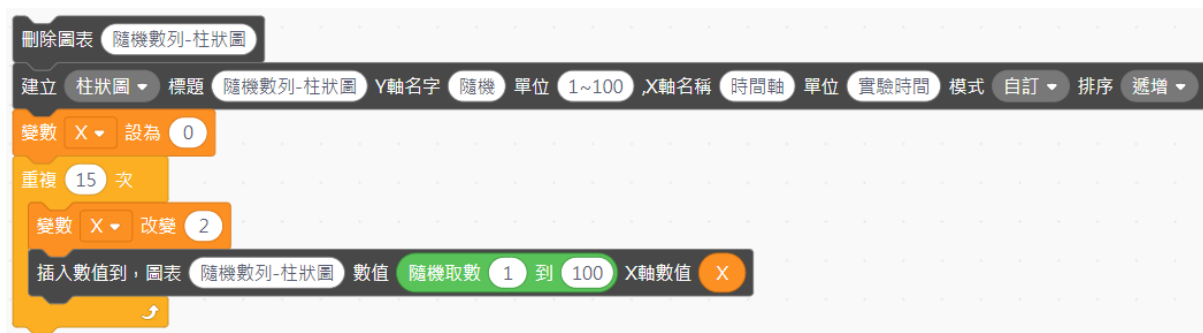 刪除圖表 隨機數列-柱狀圖
建立 柱狀圖 標題 隨機數列-柱狀圖 Y軸名字 隨機 單位 1~100 ,X軸名稱 時間軸 單位 實驗時間 模式 自訂 排序 遞增
變數 X 設為 0
重複 15 次
變數 X 改變 2
插入數值到,圖表 隨機數列-柱狀圖 數值 隨機取數 1 到 100 X軸數值 X